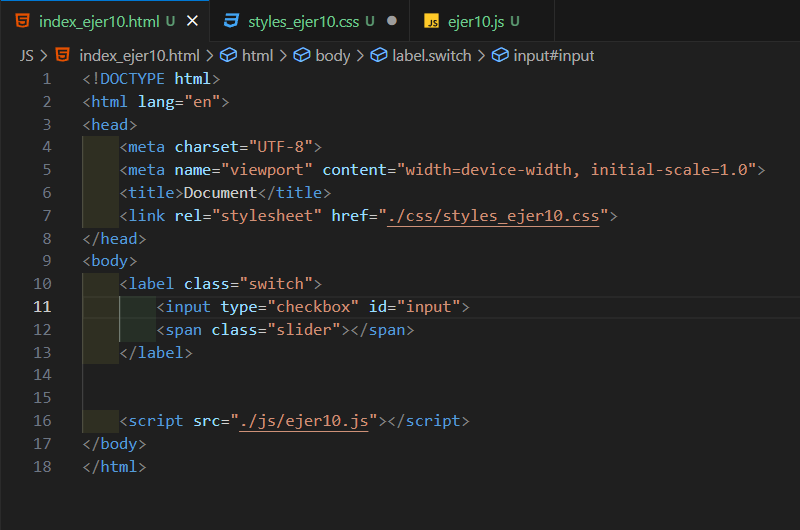 index_ejer10.html U styles_ejer10.css U ejer10.js U
JS > index_ejer10.html > html > body > label.switch > input#input
1 <!DOCTYPE html>
2 <html lang="en">
3 <head>
4 <meta charset="UTF-8">
5 <meta name="viewport" content="width=device-width, initial-scale=1.0">
6 <title>Document</title>
7 <link rel="stylesheet" href="./css/styles_ejer10.css">
8 </head>
9 <body>
10 <label class="switch">
11 <input type="checkbox" id="input">
12 <span class="slider"></span>
13 </label>
14
15
16 <script src="./js/ejer10.js"></script>
17 </body>
18 </html>